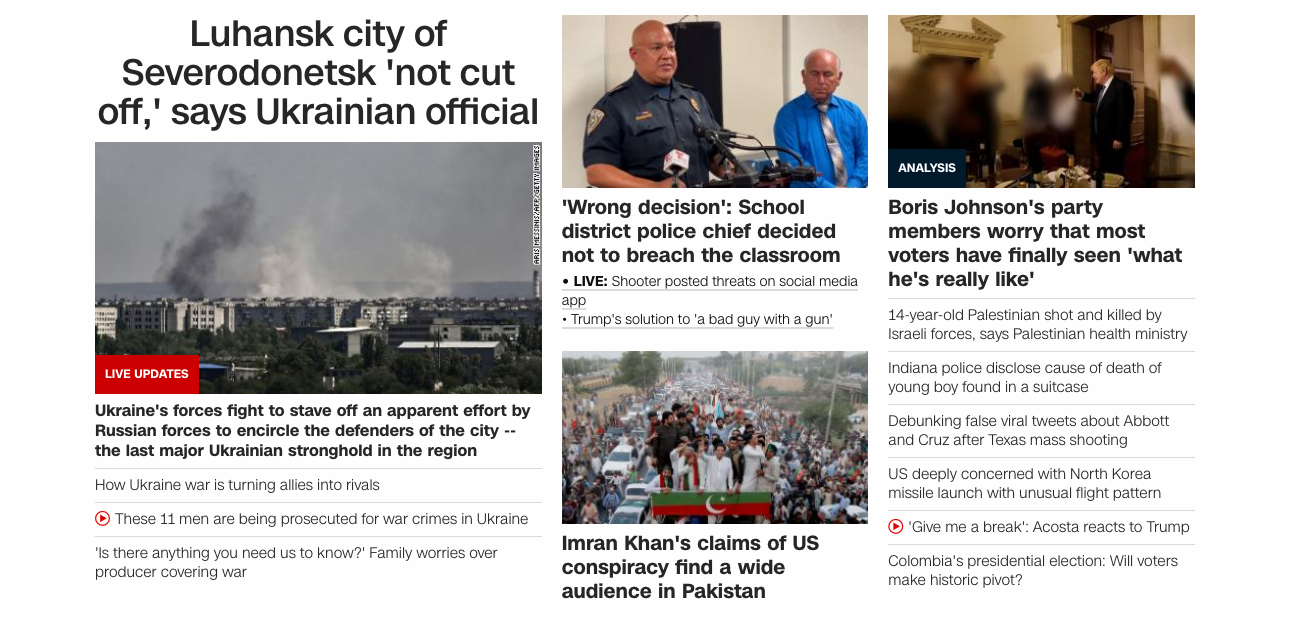 Luhansk city of
Severodonetsk 'not cut
off,' says Ukrainian official
ARIS MESSINIS/AFP/GETTY IMAGES
LIVE UPDATES
Ukraine's forces fight to stave off an apparent effort by
Russian forces to encircle the defenders of the city --
the last major Ukrainian stronghold in the region
How Ukraine war is turning allies into rivals
These 11 men are being prosecuted for war crimes in Ukraine
'Is there anything you need us to know?' Family worries over
producer covering war
'Wrong decision': School
district police chief decided
not to breach the classroom
• LIVE: Shooter posted threats on social media
app
• Trump's solution to 'a bad guy with a gun'
Imran Khan's claims of US
conspiracy find a wide
audience in Pakistan
ANALYSIS
Boris Johnson's party
members worry that most
voters have finally seen 'what
he's really like'
14-year-old Palestinian shot and killed by
Israeli forces, says Palestinian health ministry
Indiana police disclose cause of death of
young boy found in a suitcase
Debunking false viral tweets about Abbott
and Cruz after Texas mass shooting
US deeply concerned with North Korea
missile launch with unusual flight pattern
'Give me a break': Acosta reacts to Trump
Colombia's presidential election: Will voters
make historic pivot?